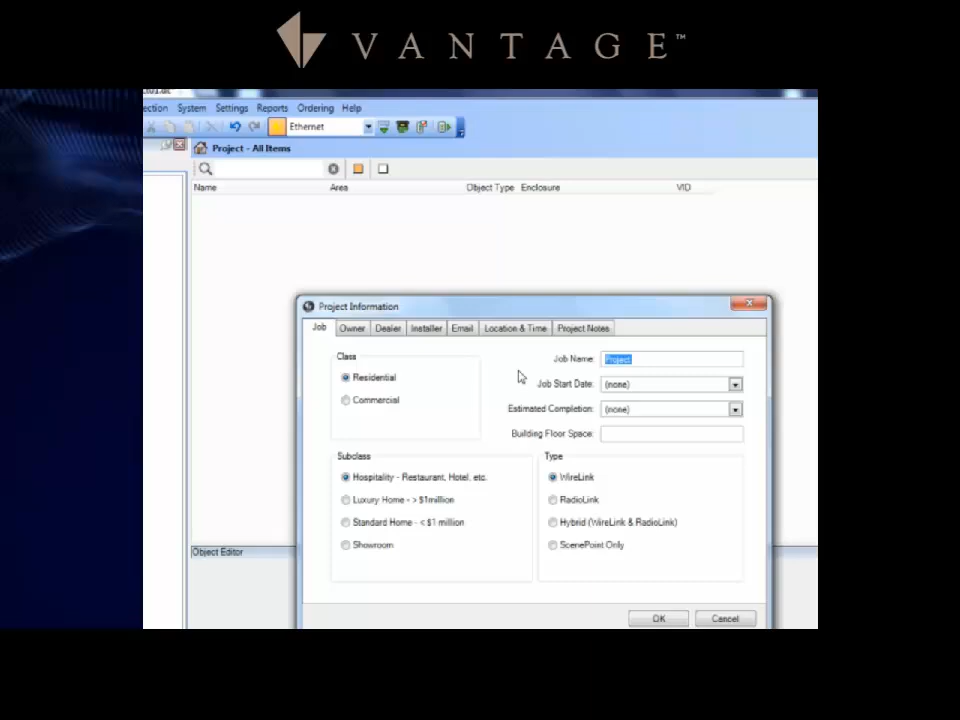 VANTAGE™
ection System Settings Reports Ordering Help
Ethernet
Project - All Items
Name Area Object Type Enclosure VID
Project Information
Job Owner Dealer Installer Email Location & Time Project Notes
Class
Residential
Commercial
Job Name: Project
Job Start Date: (none)
Estimated Completion: (none)
Building Floor Space:
Subclass
Hospitality - Restaurant, Hotel, etc.
Luxury Home - > $1million
Standard Home - < $1 million
Showroom
Type
WireLink
RadioLink
Hybrid (WireLink & RadioLink)
ScenePoint Only
Object Editor
OK Cancel